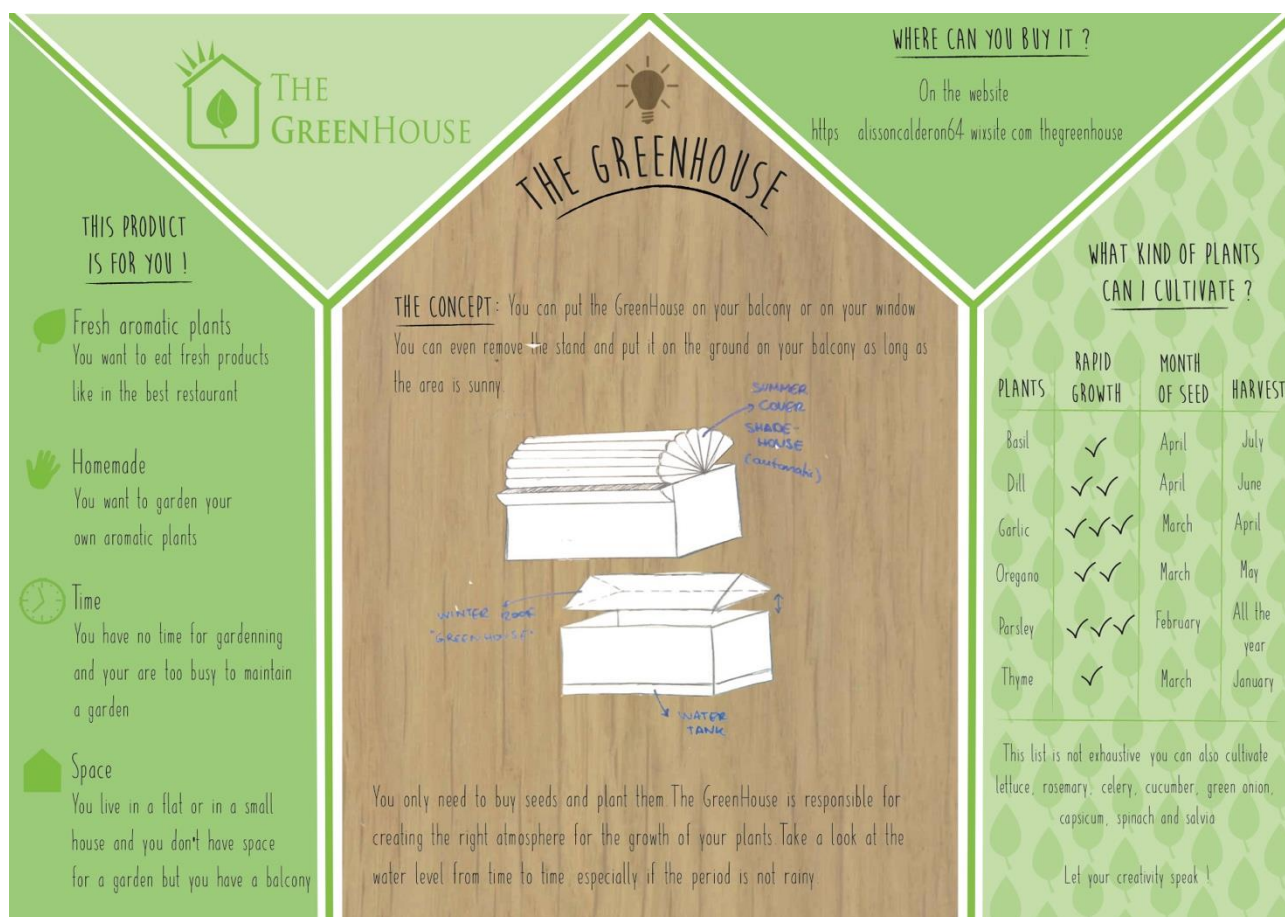 THE
GREENHOUSE
THIS PRODUCT
IS FOR YOU !
Fresh aromatic plants
You want to eat fresh products
like in the best restaurant
Homemade
You want to garden your
own aromatic plants
Time
You have no time for gardenning
and your are too busy to maintain
a garden
Space
You live in a flat or in a small
house and you don't have space
for a garden but you have a balcony
THE GREENHOUSE
THE CONCEPT: You can put the GreenHouse on your balcony or on your window
You can even remove the stand and put it on the ground on your balcony as long as
the area is sunny
SUMMER
COVER
SHADE-
HOUSE
(automatic)
WINTER ROOF
"GREENHOUSE"
WATER
TANK
You only need to buy seeds and plant them. The GreenHouse is responsible for
creating the right atmosphere for the growth of your plants. Take a look at the
water level from time to time especially if the period is not rainy
WHERE CAN YOU BUY IT ?
On the website
https alissoncalderon64 wixsite com thegreenhouse
WHAT KIND OF PLANTS
CAN I CULTIVATE ?
PLANTS RAPID GROWTH MONTH OF SEED HARVEST
Basil ✓ April July
Dill ✓✓ April June
Garlic ✓✓✓ March April
Oregano ✓✓ March May
Parsley ✓✓✓ February All the year
Thyme ✓ March January
This list is not exhaustive you can also cultivate
lettuce, rosemary, celery, cucumber, green onion,
capsicum, spinach and salvia
Let your creativity speak !